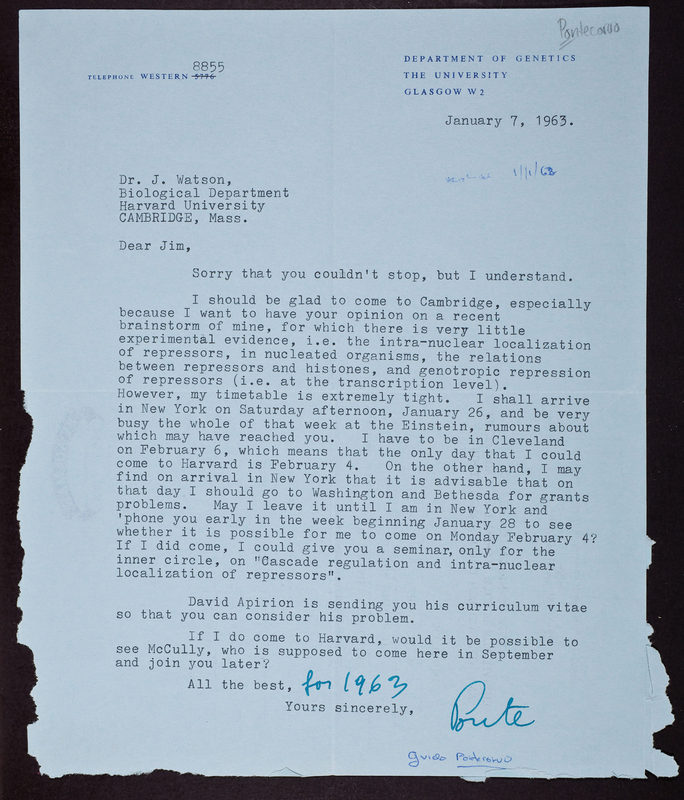 Pontecorvo
8855
TELEPHONE WESTERN 5776
DEPARTMENT OF GENETICS
THE UNIVERSITY
GLASGOW W2
January 7, 1963.
1/11/68
Dr. J. Watson,
Biological Department
Harvard University
CAMBRIDGE, Mass.
Dear Jim,
Sorry that you couldn't stop, but I understand.
I should be glad to come to Cambridge, especially
because I want to have your opinion on a recent
brainstorm of mine, for which there is very little
experimental evidence, i.e. the intra-nuclear localization
of repressors, in nucleated organisms, the relations
between repressors and histones, and genotropic repression
of repressors (i.e. at the transcription level).
However, my timetable is extremely tight. I shall arrive
in New York on Saturday afternoon, January 26, and be very
busy the whole of that week at the Einstein, rumours about
which may have reached you. I have to be in Cleveland
on February 6, which means that the only day that I could
come to Harvard is February 4. On the other hand, I may
find on arrival in New York that it is advisable that on
that day I should go to Washington and Bethesda for grants
problems. May I leave it until I am in New York and
'phone you early in the week beginning January 28 to see
whether it is possible for me to come on Monday February 4?
If I did come, I could give you a seminar, only for the
inner circle, on "Cascade regulation and intra-nuclear
localization of repressors".
David Apirion is sending you his curriculum vitae
so that you can consider his problem.
If I do come to Harvard, would it be possible to
see McCully, who is supposed to come here in September
and join you later?
All the best, for 1963
Yours sincerely,
Ponte
Guido